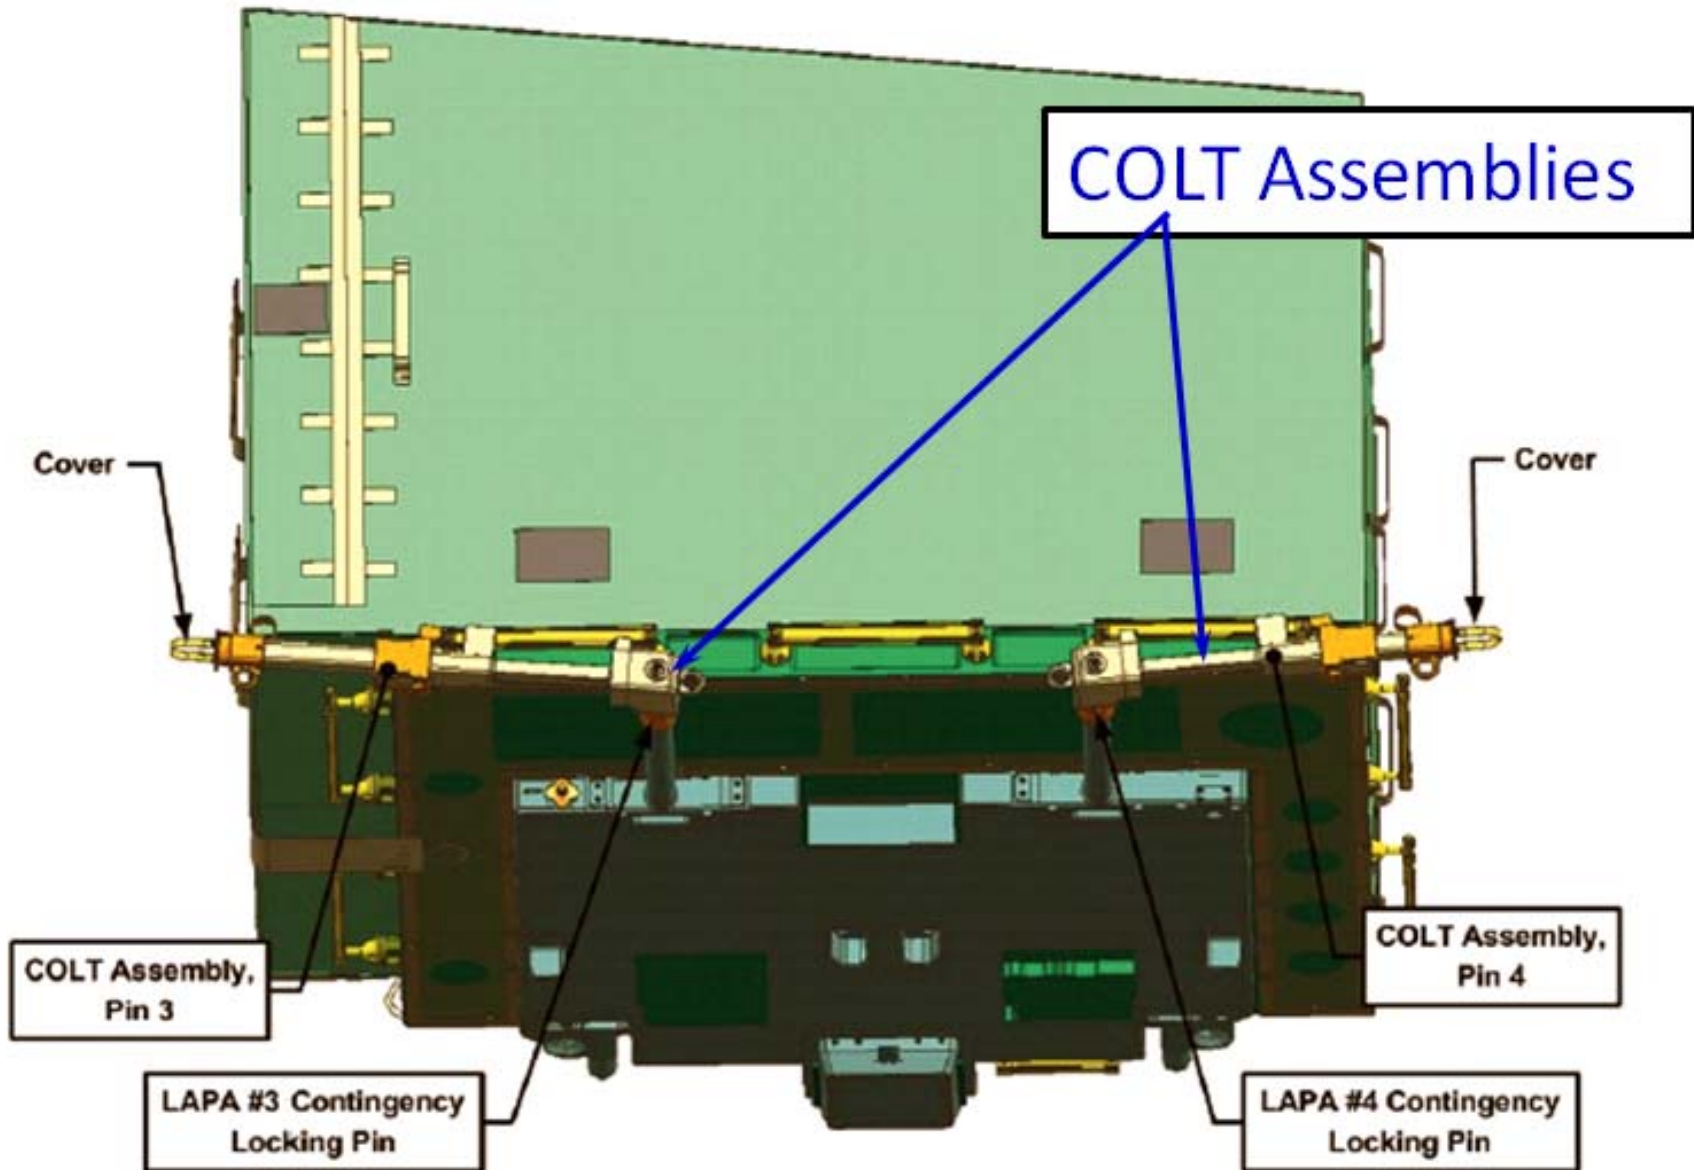 COLT Assemblies
Cover
Cover
COLT Assembly,
Pin 3
COLT Assembly,
Pin 4
LAPA #3 Contingency
Locking Pin
LAPA #4 Contingency
Locking Pin